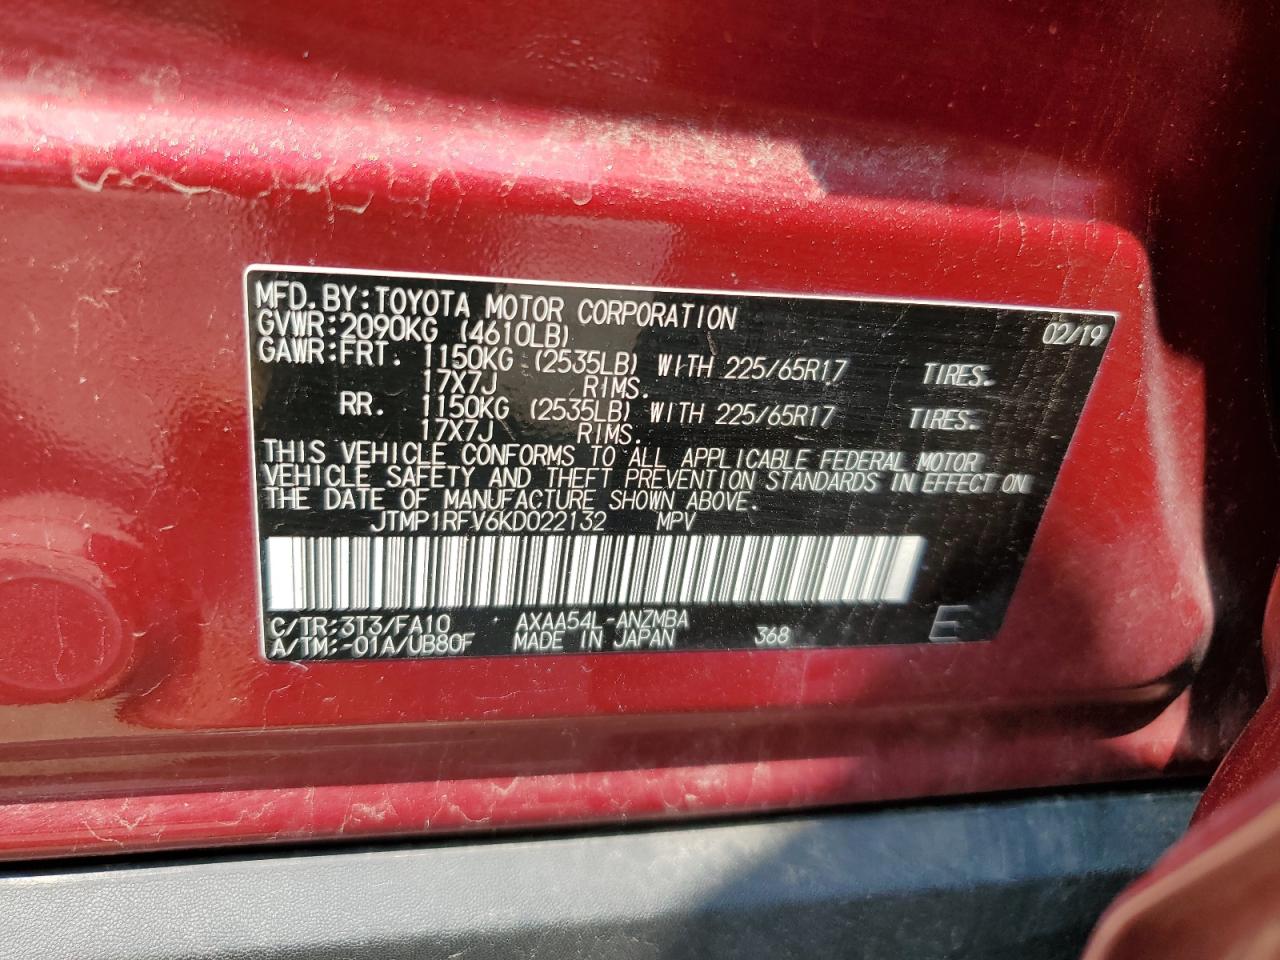 MFD.BY:TOYOTA MOTOR CORPORATION 02/19
GVWR:2090KG (4610LB)
GAWR:FRT. 1150KG (2535LB) WITH 225/65R17 TIRES.
17X7J RIMS.
RR. 1150KG (2535LB) WITH 225/65R17 TIRES.
17X7J RIMS.
THIS VEHICLE CONFORMS TO ALL APPLICABLE FEDERAL MOTOR
VEHICLE SAFETY AND THEFT PREVENTION STANDARDS IN EFFECT ON
THE DATE OF MANUFACTURE SHOWN ABOVE.
JTMP1RFV6KD022132 MPV
C/TR:3T3/FA10 AXAA54L-ANZMBA
A/TM:-01A/UB80F MADE IN JAPAN 368 E